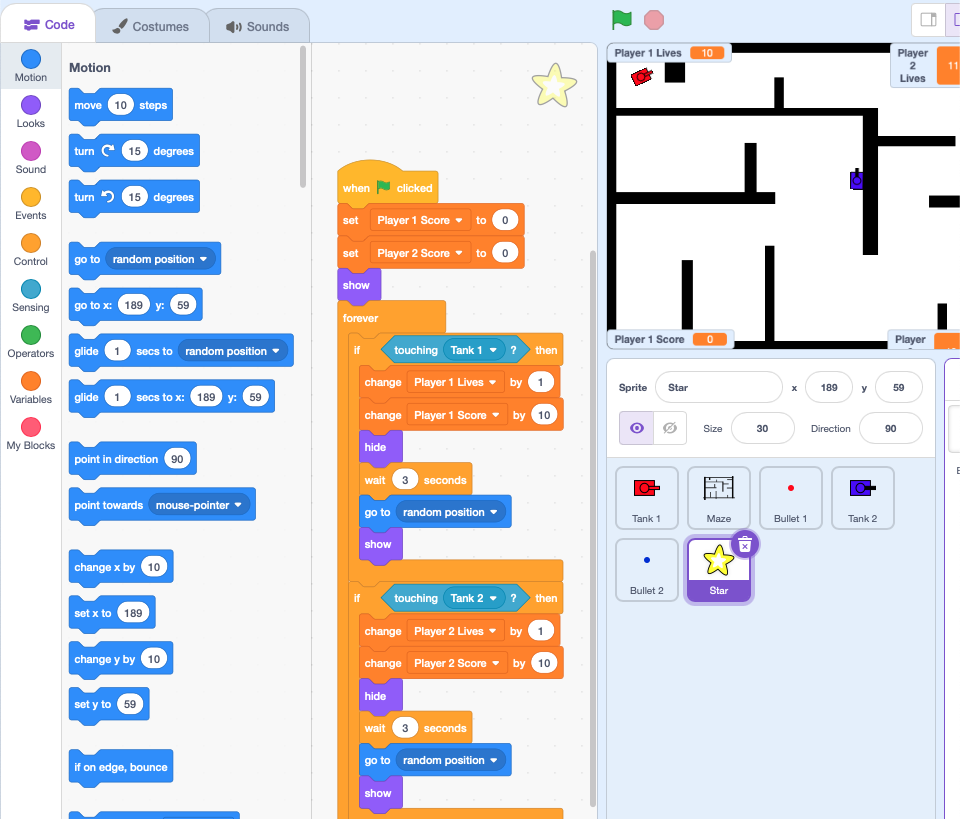 Code
Costumes
Sounds
Motion
Looks
Sound
Events
Control
Sensing
Operators
Variables
My Blocks
Motion
move 10 steps
turn 15 degrees
turn 15 degrees
go to random position
go to x: 189 y: 59
glide 1 secs to random position
glide 1 secs to x: 189 y: 59
point in direction 90
point towards mouse-pointer
change x by 10
set x to 189
change y by 10
set y to 59
if on edge, bounce
when clicked
set Player 1 Score to 0
set Player 2 Score to 0
show
forever
if touching Tank 1 ? then
change Player 1 Lives by 1
change Player 1 Score by 10
hide
wait 3 seconds
go to random position
show
if touching Tank 2 ? then
change Player 2 Lives by 1
change Player 2 Score by 10
hide
wait 3 seconds
go to random position
show
Player 1 Lives 10
Player
2
Lives
11
Player 1 Score 0
Player
Sprite Star x 189 y 59
Size 30 Direction 90
Tank 1
Maze
Bullet 1
Tank 2
Bullet 2
Star